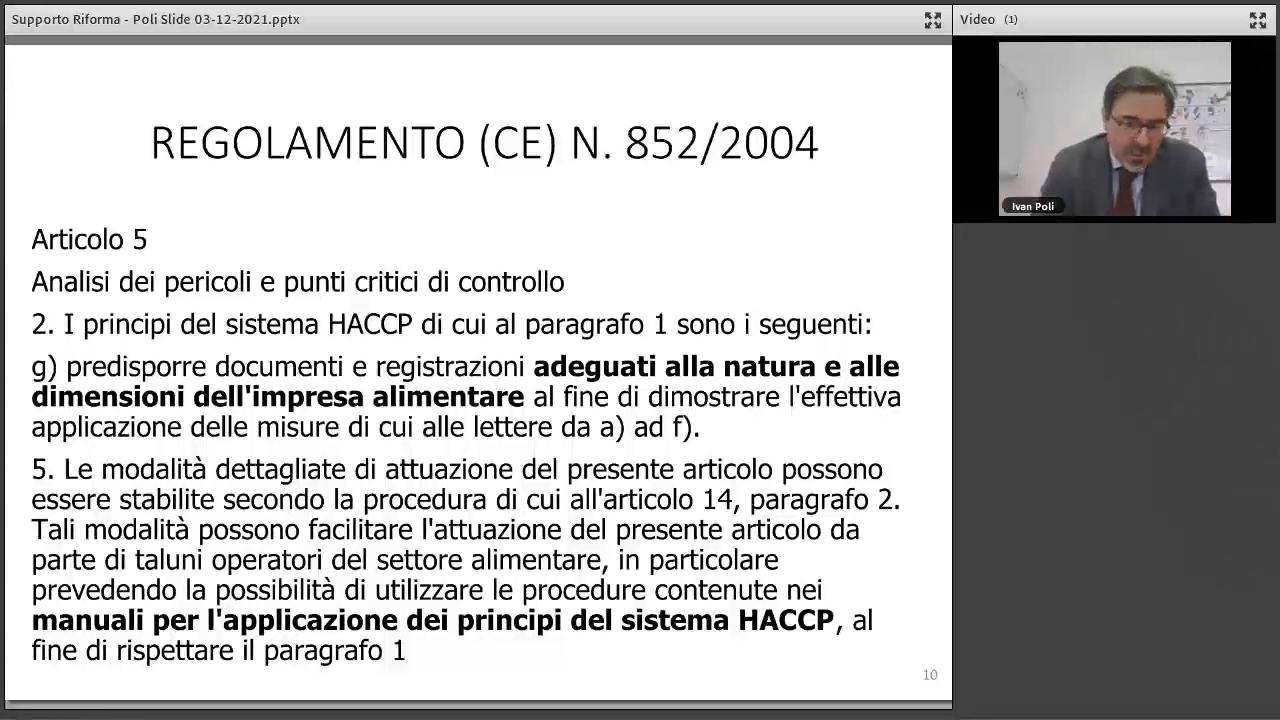 Supporto Riforma - Poli Slide 03-12-2021.pptx
Video (1)
Ivan Poli
REGOLAMENTO (CE) N. 852/2004
Articolo 5
Analisi dei pericoli e punti critici di controllo
2. I principi del sistema HACCP di cui al paragrafo 1 sono i seguenti:
g) predisporre documenti e registrazioni adeguati alla natura e alle
dimensioni dell'impresa alimentare al fine di dimostrare l'effettiva
applicazione delle misure di cui alle lettere da a) ad f).
5. Le modalità dettagliate di attuazione del presente articolo possono
essere stabilite secondo la procedura di cui all'articolo 14, paragrafo 2.
Tali modalità possono facilitare l'attuazione del presente articolo da
parte di taluni operatori del settore alimentare, in particolare
prevedendo la possibilità di utilizzare le procedure contenute nei
manuali per l'applicazione dei principi del sistema HACCP, al
fine di rispettare il paragrafo 1
10